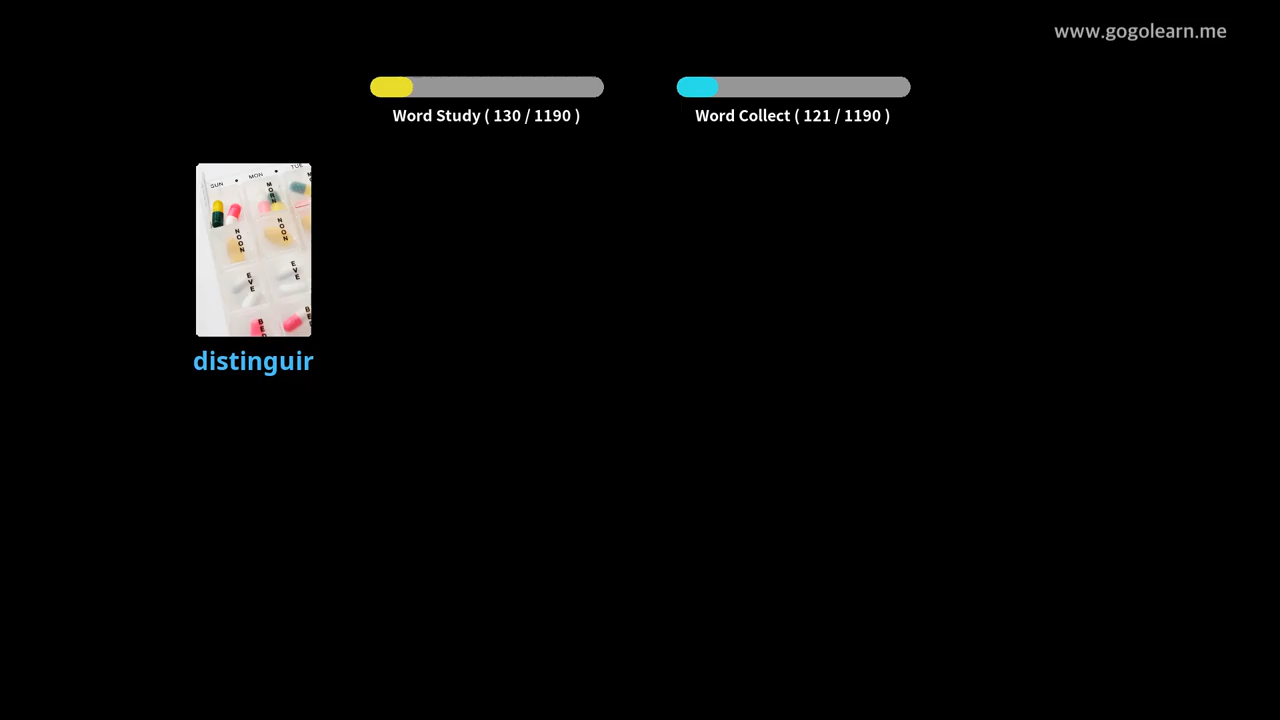 www.gogolearn.me
Word Study ( 130 / 1190 )
Word Collect ( 121 / 1190 )
SUN MON TUE
MORN
NOON NOON
EVE EVE
BED
distinguir